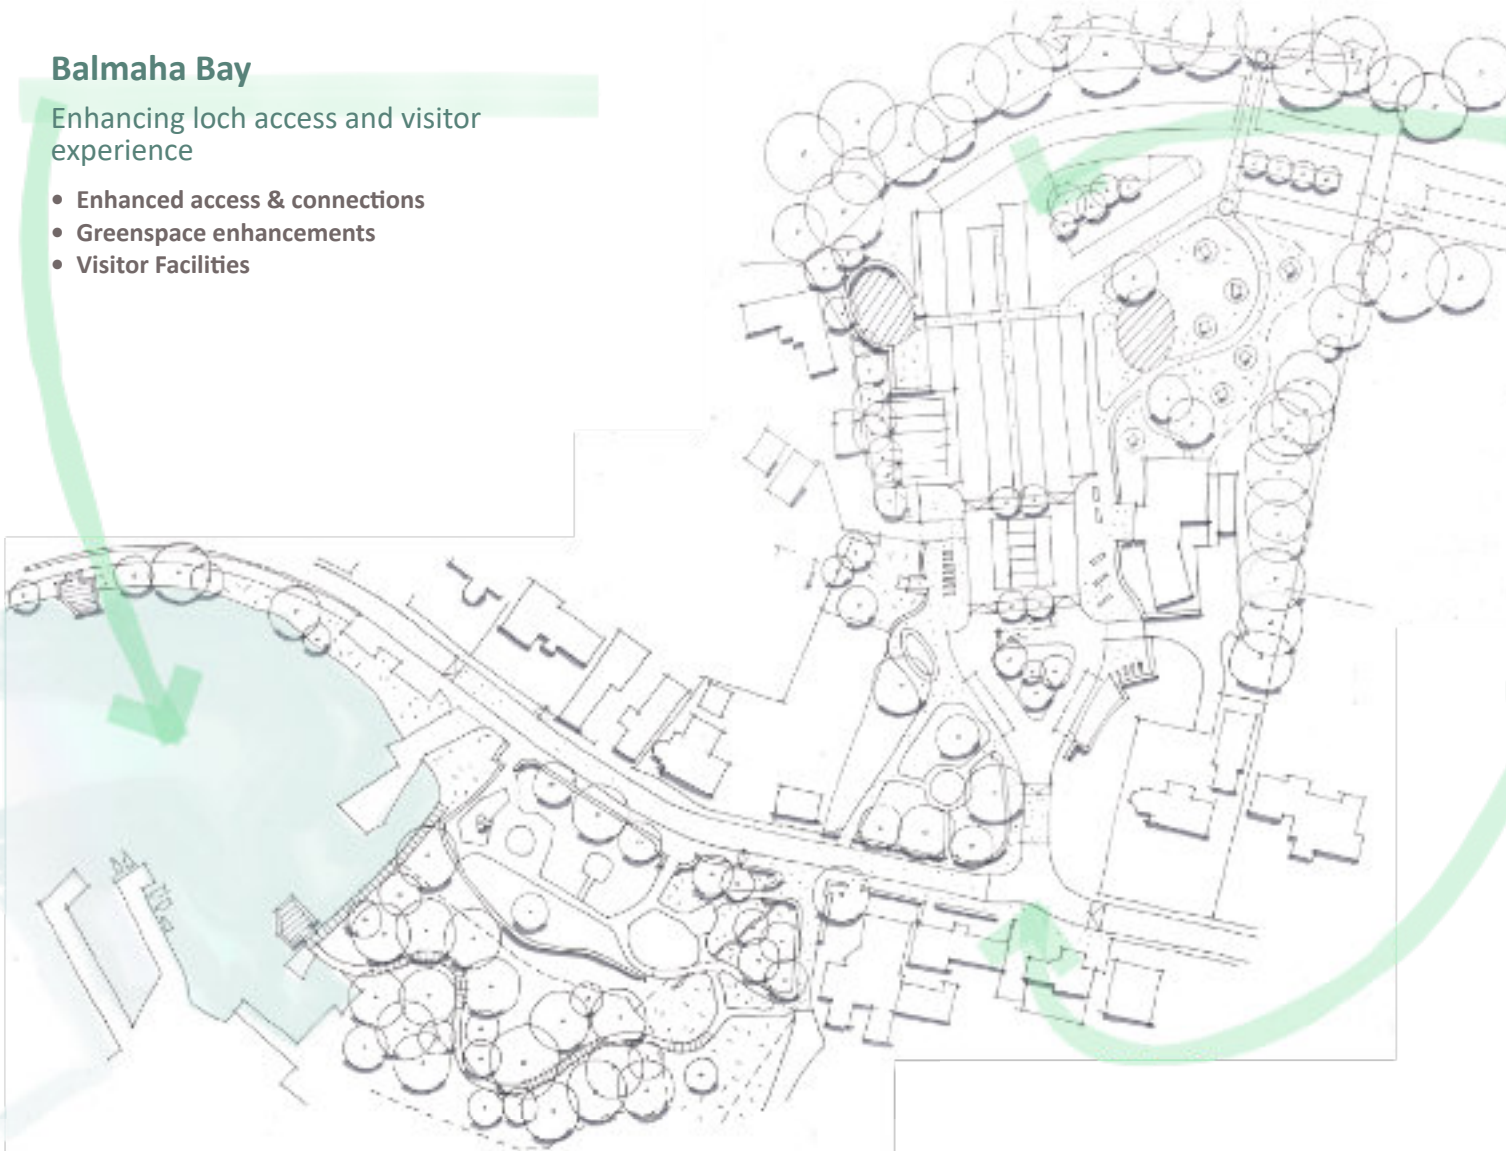 Balmaha Bay
Enhancing loch access and visitor
experience
• Enhanced access & connections
• Greenspace enhancements
• Visitor Facilities